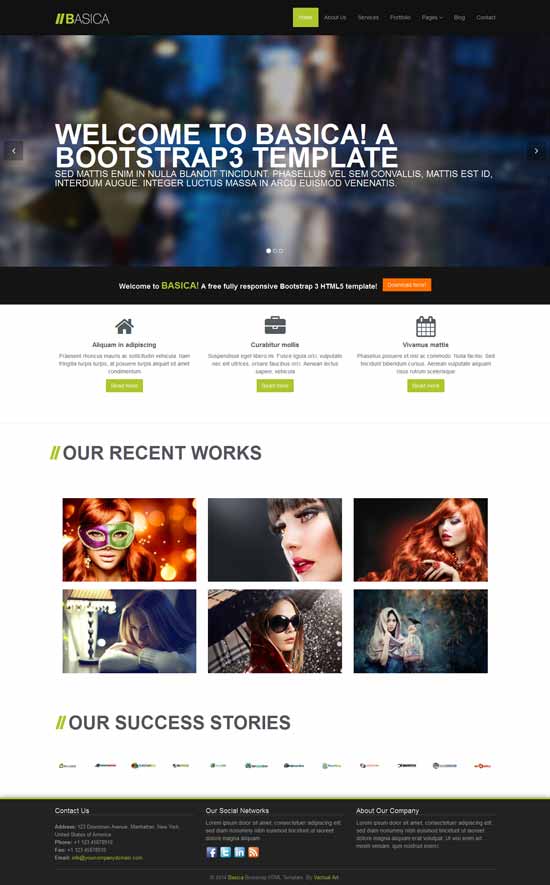 BASICA
Home About Us Services Portfolio Pages Blog Contact
WELCOME TO BASICA! A
BOOTSTRAP3 TEMPLATE
SED MATTIS ENIM IN NULLA BLANDIT TINCIDUNT. PHASELLUS VEL SEM CONVALLIS, MATTIS EST ID,
INTERDUM AUGUE. INTEGER LUCTUS MASSA IN ARCU EUISMOD VENENATIS.
Welcome to BASICA! A free fully responsive Bootstrap 3 HTML5 template! Download here!
Aliquam in adipiscing
Praesent rhoncus mauris ac sollicitudin vehicula. Nam
fringilla turpis turpis, at posuere turpis aliquet sit amet
condimentum
Read more
Curabitur mollis
Suspendisse eget libero mi. Fusce ligula orci, vulputate
nec elit ultrices, ornare faucibus orci. Aenean lectus
sapien, vehicula
Read more
Vivamus mattis
Phasellus posuere et nisl ac commodo. Nulla facilisi. Sed
tincidunt bibendum cursus. Aenean vulputate aliquam
risus rutrum scelerisque
Read more
OUR RECENT WORKS
OUR SUCCESS STORIES
Contact Us
Address: 123 Downtown Avenue, Manhattan, New York,
United States of America
Phone: +1 123 45678910
Fax: +1 123 45678910
Email: info@yourcompanydomain.com
Our Social Networks
Lorem ipsum dolor sit amet, consectetuer adipiscing elit,
sed diam nonummy nibh euismod tincidunt ut laoreet
dolore magna aliquam
About Our Company
Lorem ipsum dolor sit amet, consectetuer adipiscing elit,
sed diam nonummy nibh euismod tincidunt ut laoreet
dolore magna aliquam erat volutpat. Ut wisi enim ad
minim veniam, quis nostrud exerci
© 2014 Basica Bootstrap HTML Template. By Vactual Art